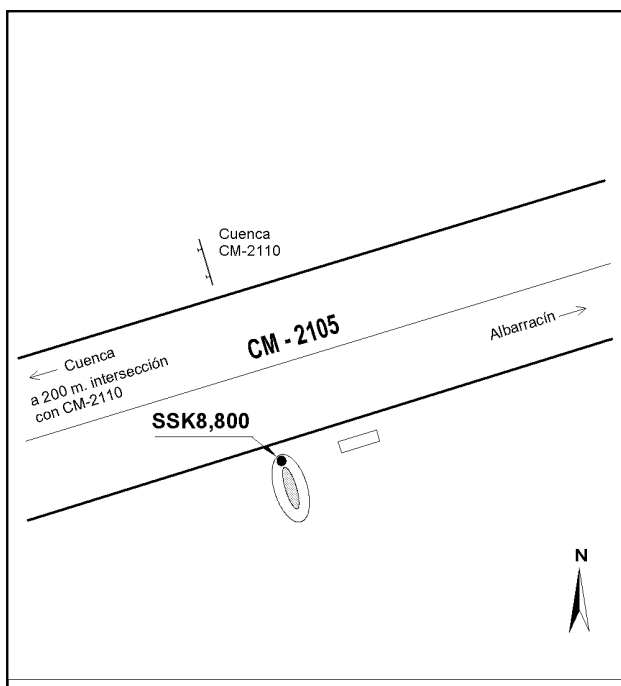 Cuenca
CM-2110
CM - 2105
Albarracín
Cuenca
a 200 m. intersección
con CM-2110
SSK8,800
N